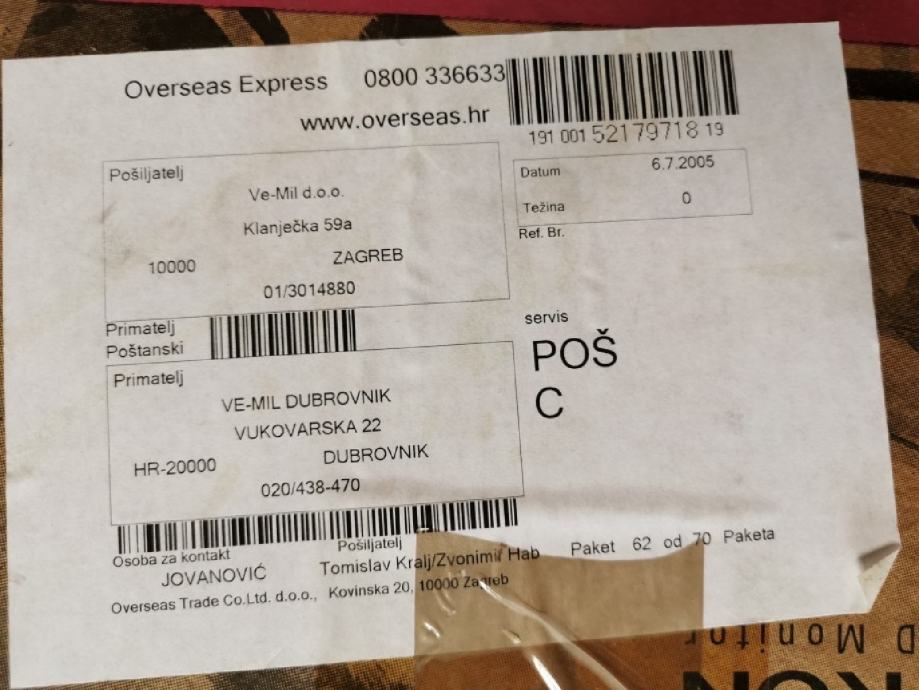 Overseas Express 0800 336633
www.overseas.hr
191 001 52179718 19
Pošiljatelj
Ve-Mil d.o.o.
Klanječka 59a
10000 ZAGREB
01/3014880
Datum 6.7.2005
Težina 0
Ref. Br.
Primatelj
Poštanski
Primatelj
VE-MIL DUBROVNIK
VUKOVARSKA 22
HR-20000 DUBROVNIK
020/438-470
servis
POŠ
C
Osoba za kontakt
JOVANOVIĆ
Pošiljatelj
Tomislav Kralj/Zvonimir Hab
Paket 62 od 70 Paketa
Overseas Trade Co.Ltd. d.o.o., Kovinska 20, 10000 Zagreb
D Monitor